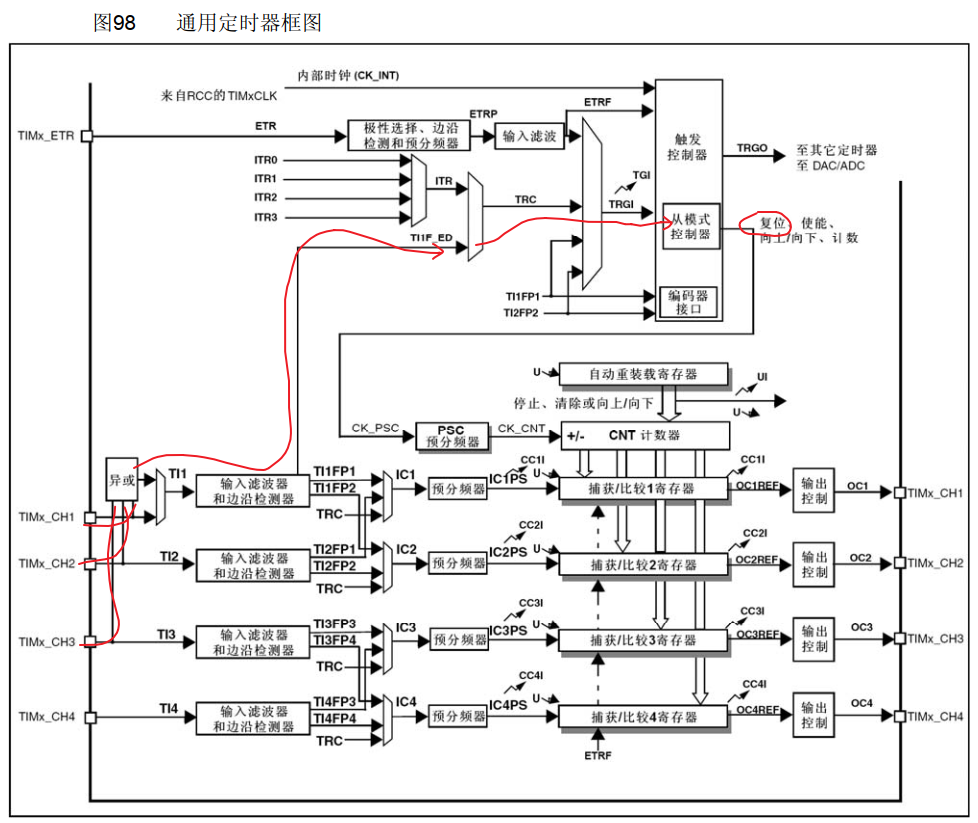 图98 通用定时器框图
内部时钟 (CK_INT)
来自RCC的TIMxCLK
ETRF
TIMx_ETR
ETR
极性选择、边沿
检测和预分频器
ETRP
输入滤波
触发
控制器
TRGO
至其它定时器
至 DAC/ADC
ITR0
ITR1
ITR2
ITR3
ITR
TRC
TGI
TRGI
TI1F_ED
从模式
控制器
复位、使能、
向上/向下、计数
TI1FP1
TI2FP2
编码器
接口
U
自动重装载寄存器
UI
停止、清除或向上/向下
U
CK_PSC
PSC
预分频器
CK_CNT
+/-
CNT 计数器
异或
TI1
输入滤波器
和边沿检测器
TI1FP1
TI1FP2
TRC
IC1
预分频器
CC1I
IC1PS
U
捕获/比较1寄存器
CC1I
OC1REF
输出
控制
OC1
TIMx_CH1
TIMx_CH1
TIMx_CH2
TI2
输入滤波器
和边沿检测器
TI2FP1
TI2FP2
TRC
IC2
预分频器
CC2I
IC2PS
U
捕获/比较2寄存器
CC2I
OC2REF
输出
控制
OC2
TIMx_CH2
TIMx_CH3
TI3
输入滤波器
和边沿检测器
TI3FP3
TI3FP4
TRC
IC3
预分频器
CC3I
IC3PS
U
捕获/比较3寄存器
CC3I
OC3REF
输出
控制
OC3
TIMx_CH3
TIMx_CH4
TI4
输入滤波器
和边沿检测器
TI4FP3
TI4FP4
TRC
IC4
预分频器
CC4I
IC4PS
U
捕获/比较4寄存器
CC4I
OC4REF
输出
控制
OC4
TIMx_CH4
ETRF